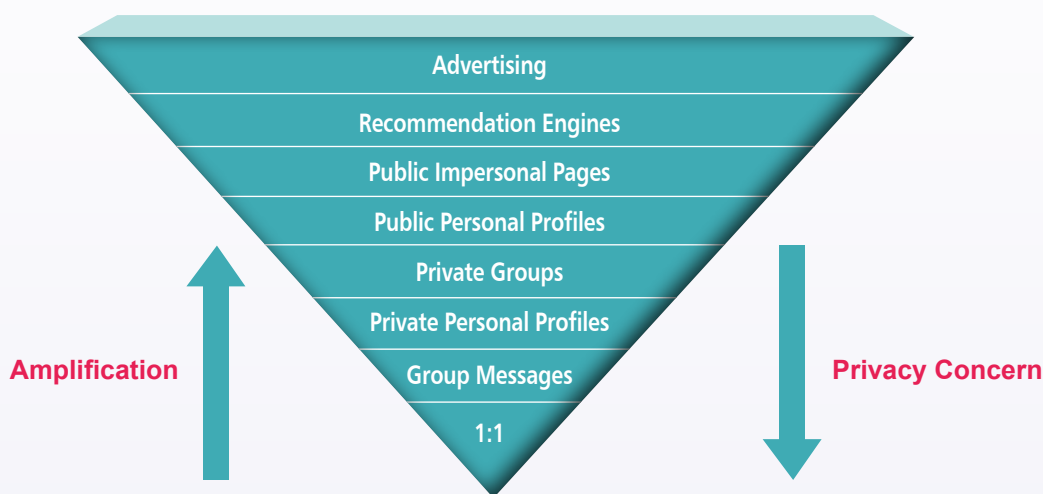 Advertising
Recommendation Engines
Public Impersonal Pages
Public Personal Profiles
Private Groups
Private Personal Profiles
Amplification
Privacy Concern
Group Messages
1:1